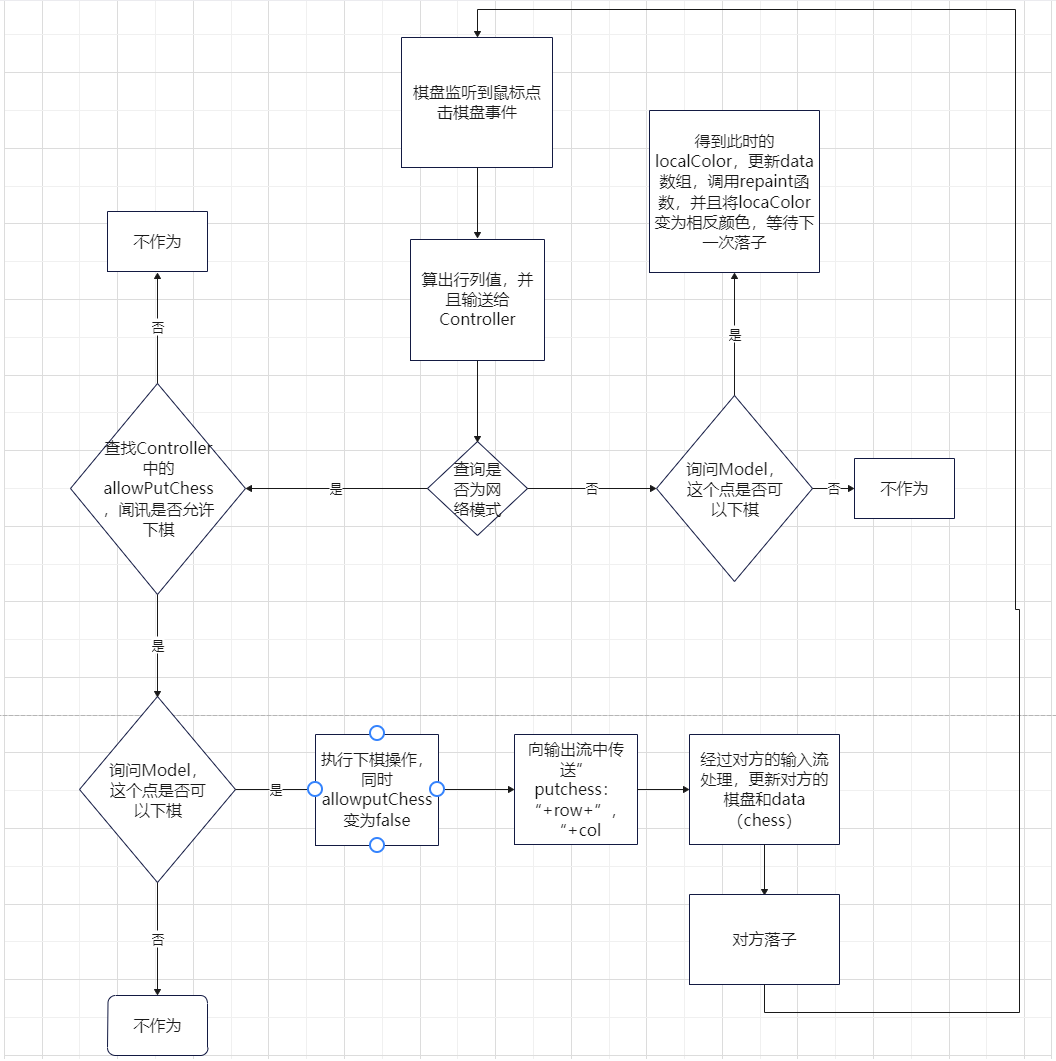 棋盘监听到鼠标点
击棋盘事件
得到此时的
localColor，更新data
数组，调用repaint函
数，并且将locaColor
变为相反颜色，等待下
一次落子
不作为
算出行列值，并
且输送给
Controller
否
是
查找Controller
中的
allowPutChess
，闻讯是否允许
下棋
是
查询是
否为网
络模式
否
询问Model，
这个点是否可
以下棋
否
不作为
是
询问Model，
这个点是否可
以下棋
是
执行下棋操作，
同时
allowputChess
变为false
向输出流中传
送”
putchess：
“+row+”，
“+col
经过对方的输入流
处理，更新对方的
棋盘和data
（chess）
否
对方落子
不作为